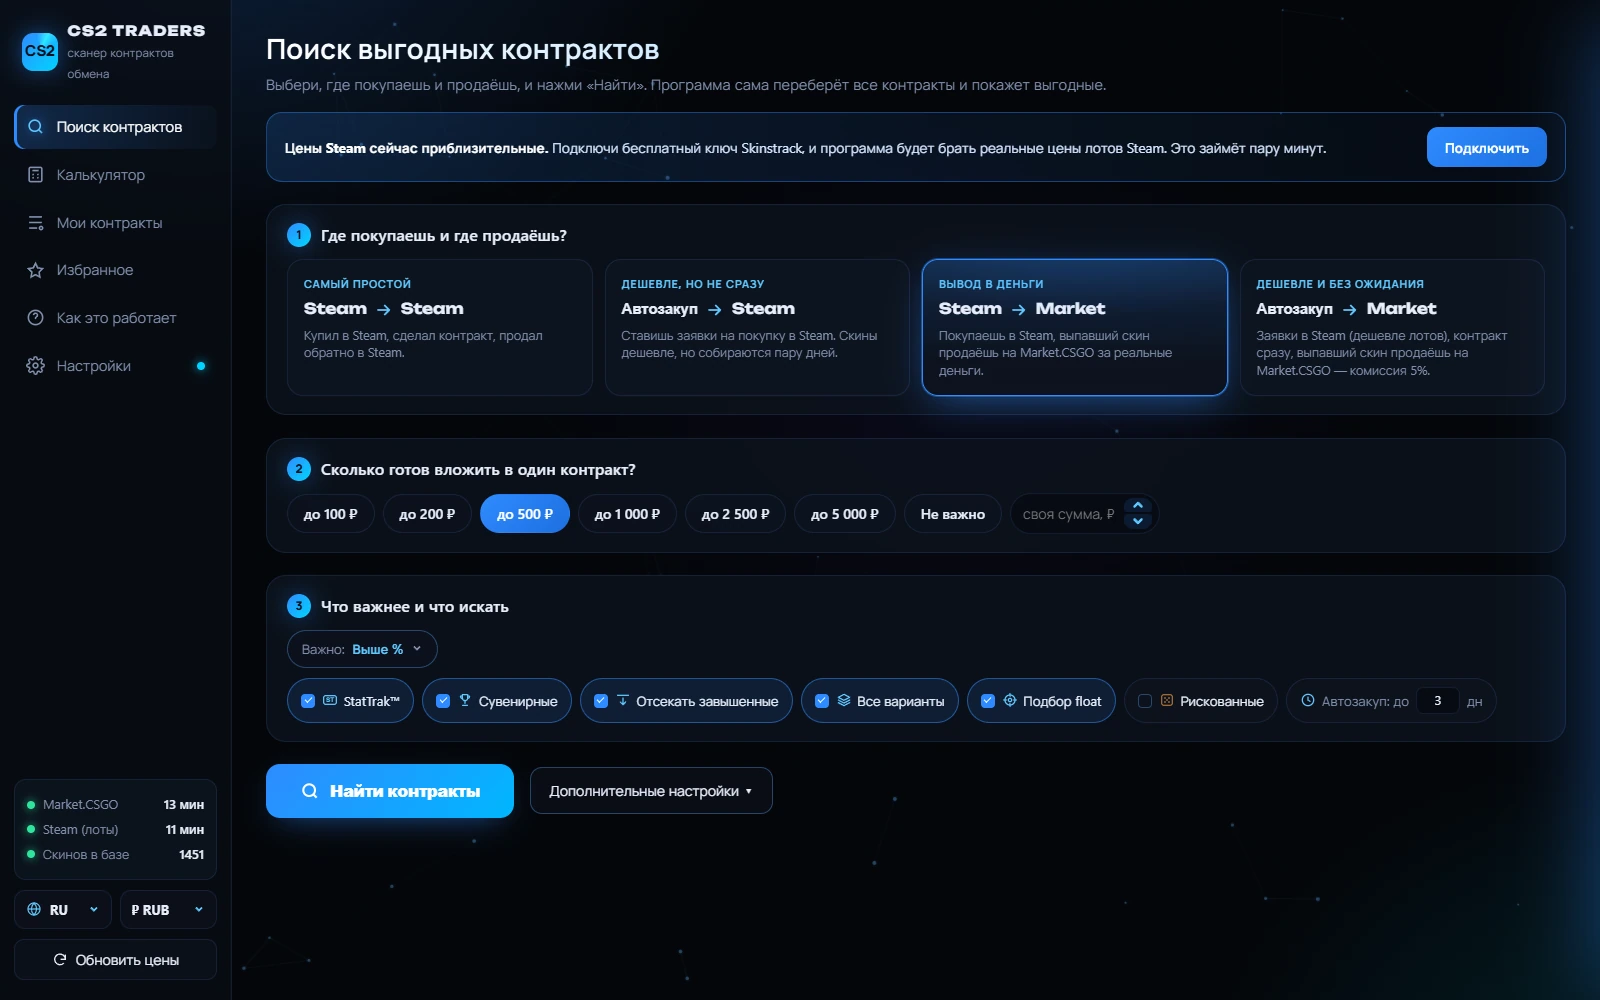 CS2
CS2 TRADERS
сканер контрактов
обмена
Поиск контрактов
Калькулятор
Мои контракты
Избранное
Как это работает
Настройки
Market.CSGO 13 мин
Steam (лоты) 11 мин
Скинов в базе 1451
RU
₽ RUB
Обновить цены
Поиск выгодных контрактов
Выбери, где покупаешь и продаёшь, и нажми «Найти». Программа сама переберёт все контракты и покажет выгодные.
Цены Steam сейчас приблизительные. Подключи бесплатный ключ Skinstrack, и программа будет брать реальные цены лотов Steam. Это займёт пару минут.
Подключить
1 Где покупаешь и где продаёшь?
САМЫЙ ПРОСТОЙ
Steam → Steam
Купил в Steam, сделал контракт, продал
обратно в Steam.
ДЕШЕВЛЕ, НО НЕ СРАЗУ
Автозакуп → Steam
Ставишь заявки на покупку в Steam. Скины
дешевле, но собираются пару дней.
ВЫВОД В ДЕНЬГИ
Steam → Market
Покупаешь в Steam, выпавший скин
продаёшь на Market.CSGO за реальные
деньги.
ДЕШЕВЛЕ И БЕЗ ОЖИДАНИЯ
Автозакуп → Market
Заявки в Steam (дешевле лотов), контракт
сразу, выпавший скин продаёшь на
Market.CSGO — комиссия 5%.
2 Сколько готов вложить в один контракт?
до 100 ₽
до 200 ₽
до 500 ₽
до 1 000 ₽
до 2 500 ₽
до 5 000 ₽
Не важно
своя сумма, ₽
3 Что важнее и что искать
Важно: Выше %
ST StatTrak™
Сувенирные
Отсекать завышенные
Все варианты
Подбор float
Рискованные
Автозакуп: до 3 дн
Найти контракты
Дополнительные настройки ▾